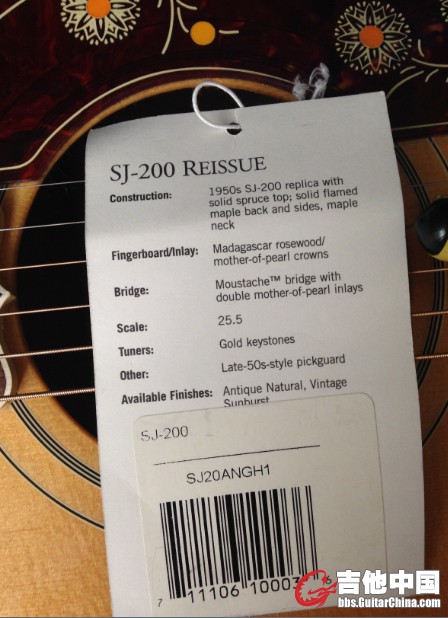 SJ-200 REISSUE
Construction: 1950s SJ-200 replica with
solid spruce top; solid flamed
maple back and sides, maple
neck
Fingerboard/Inlay: Madagascar rosewood/
mother-of-pearl crowns
Bridge: Moustache™ bridge with
double mother-of-pearl inlays
Scale: 25.5
Tuners: Gold keystones
Other: Late-50s-style pickguard
Available Finishes: Antique Natural, Vintage
Sunburst
SJ-200
SJ20ANGH1
7 11106 10003 6
吉他中国
bbs.GuitarChina.com